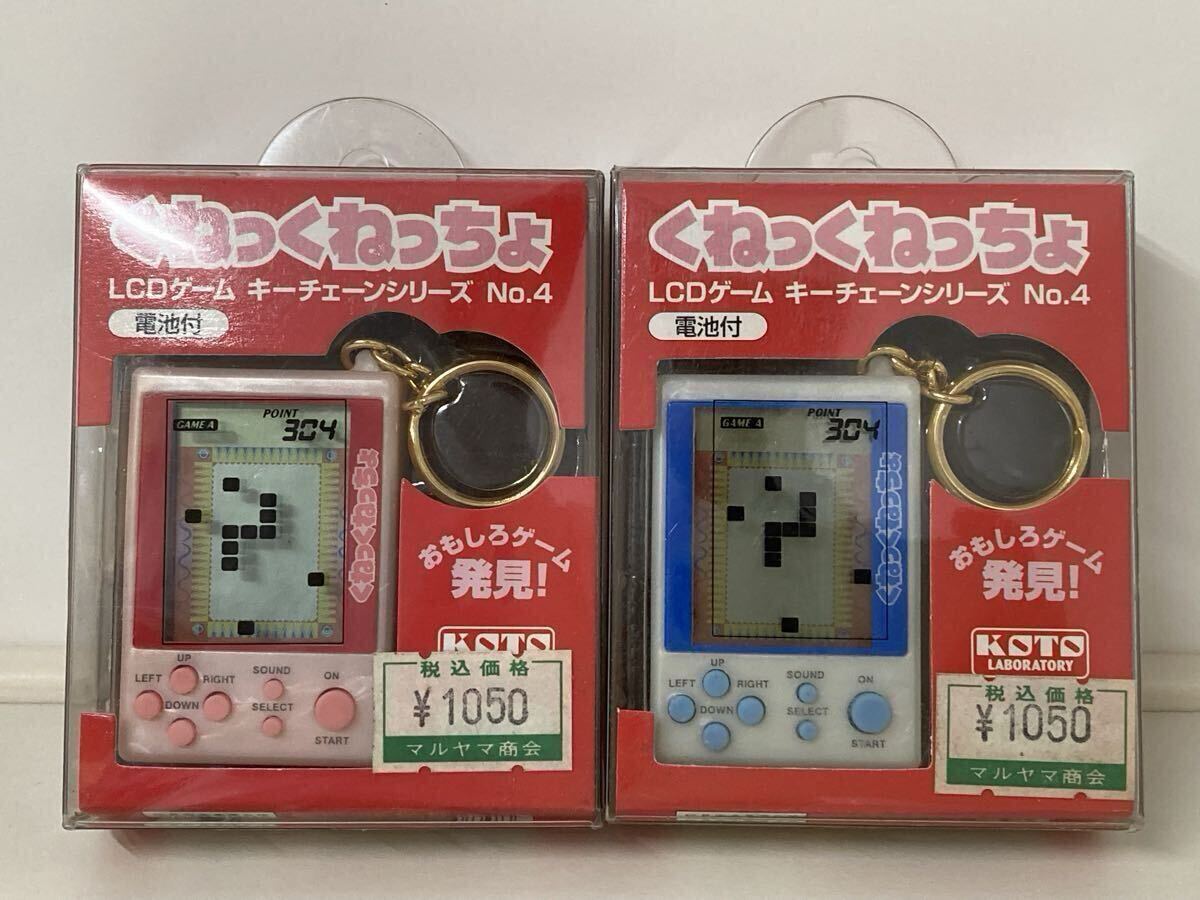 くねっくねっちょ
LCDゲーム キーチェーンシリーズ No.4
電池付
POINT
GAME A
304
くねっくねっちょ
おもしろゲーム
発見!
KOTO
UP
LEFT
RIGHT
DOWN
SOUND
SELECT
ON
START
税込価格
¥1050
マルヤマ商会
くねっくねっちょ
LCDゲーム キーチェーンシリーズ No.4
電池付
POINT
GAME A
304
くねっくねっちょ
おもしろゲーム
発見!
KOTO
LABORATORY
UP
LEFT
RIGHT
DOWN
SOUND
SELECT
ON
START
税込価格
¥1050
マルヤマ商会